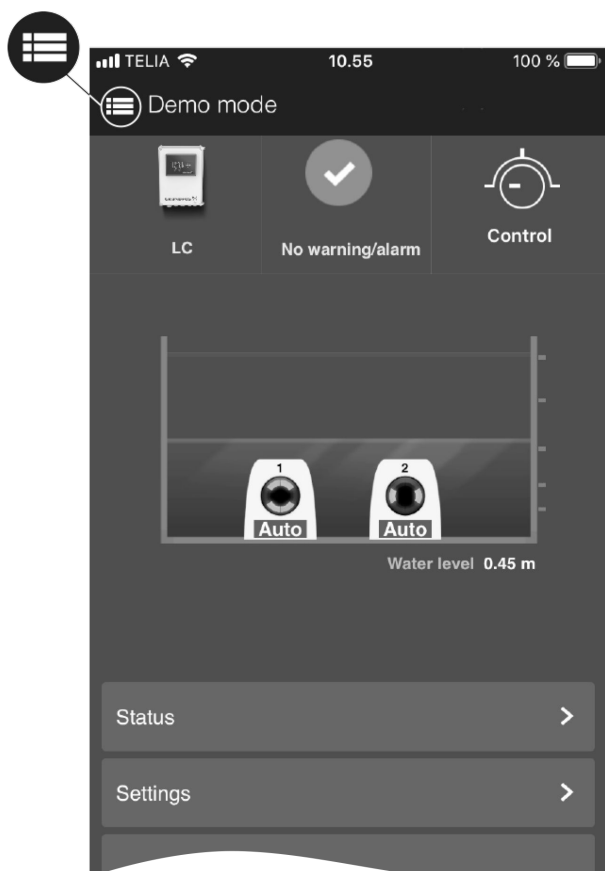 TELIA 10.55 100 %
Demo mode
LC No warning/alarm Control
1 2
Auto Auto
Water level 0.45 m
Status
Settings